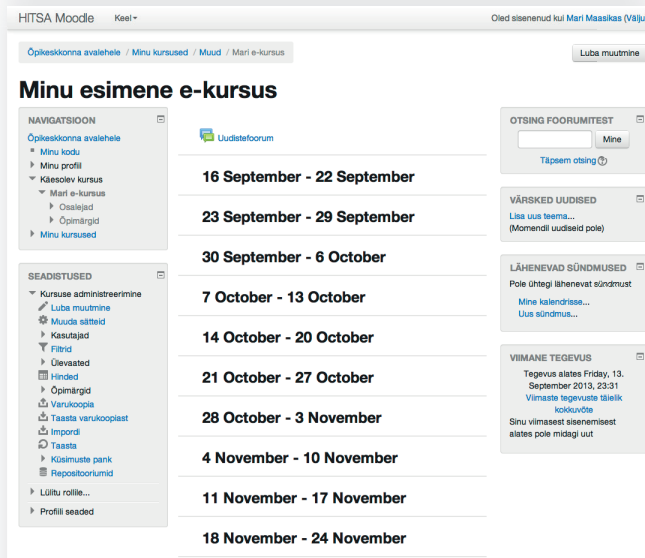 HITSA Moodle Keel
Oled sisenenud kui Mari Maasikas (Välju
Õpikeskkonna avalehele / Minu kursused / Muud / Mari e-kursus
Luba muutmine
Minu esimene e-kursus
NAVIGATSIOON
Õpikeskkonna avalehele
Minu kodu
Minu profiil
Käesolev kursus
Mari e-kursus
Osalejad
Õpimärgid
Minu kursused
SEADISTUSED
Kursuse administreerimine
Luba muutmine
Muuda sätteid
Kasutajad
Filtrid
Ülevaated
Hinded
Õpimärgid
Varukoopia
Taasta varukoopiast
Impordi
Taasta
Küsimuste pank
Repositooriumid
Lülitu rollile...
Profiili seaded
Uudistefoorum
16 September - 22 September
23 September - 29 September
30 September - 6 October
7 October - 13 October
14 October - 20 October
21 October - 27 October
28 October - 3 November
4 November - 10 November
11 November - 17 November
18 November - 24 November
OTSING FOORUMITEST
Mine
Täpsem otsing
VÄRSKED UUDISED
Lisa uus teema...
(Momendil uudiseid pole)
LÄHENEVAD SÜNDMUSED
Pole ühtegi lähenevat sündmust
Mine kalendrisse...
Uus sündmus...
VIIMANE TEGEVUS
Tegevus alates Friday, 13.
September 2013, 23:31
Viimaste tegevuste täielik
kokkuvõte
Sinu viimasest sisenemisest
alates pole midagi uut